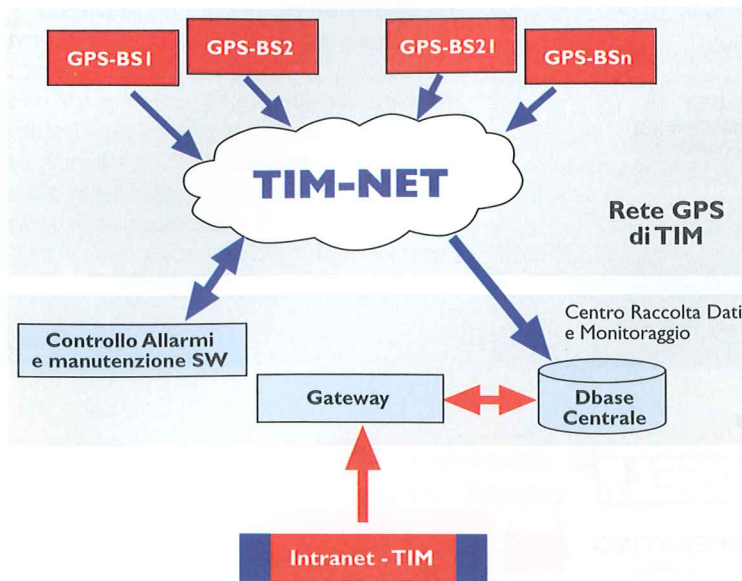 GPS-BS1
GPS-BS2
GPS-BS21
GPS-BSn
TIM-NET
Rete GPS
di TIM
Centro Raccolta Dati
e Monitoraggio
Controllo Allarmi
e manutenzione SW
Gateway
Dbase
Centrale
Intranet - TIM